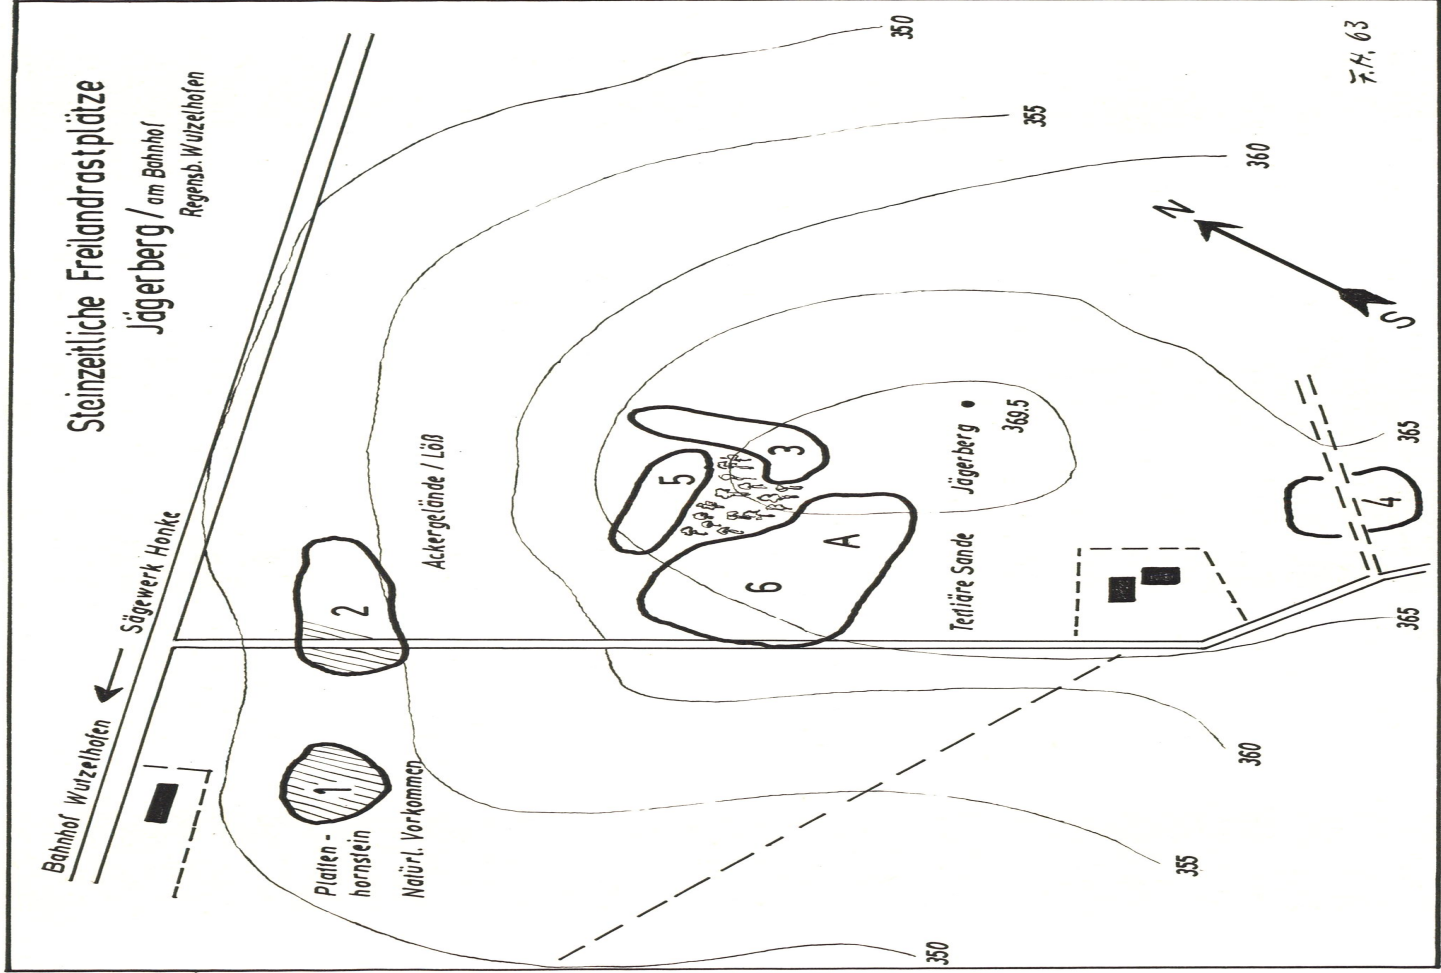 Steinzeitliche Freilandrastplätze
Jägerberg / am Bahnhof
Regensb. Wutzelhofen
Bahnhof Wutzelhofen
Sägewerk Honke
Platten-
hornstein
Natürl. Vorkommen
1
2
Ackergelände / Löß
5
3
6
A
Tertiäre Sande
Jägerberg
369.5
4
N
S
350
355
360
365
365
360
355
350
F.H. 63